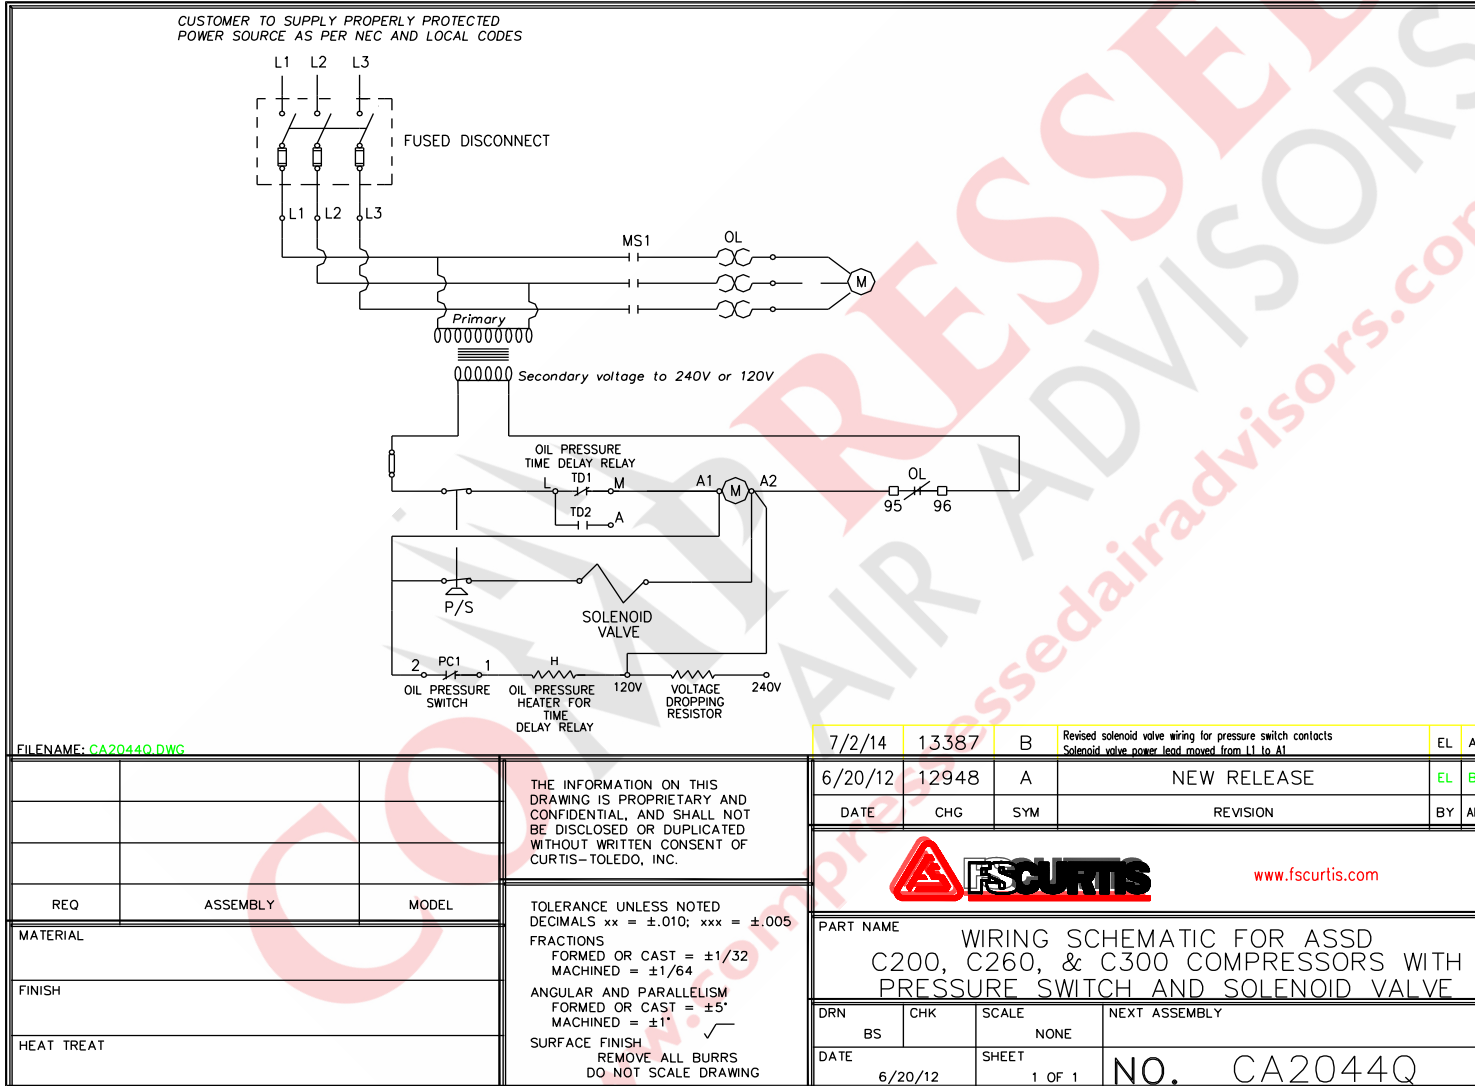 CUSTOMER TO SUPPLY PROPERLY PROTECTED
POWER SOURCE AS PER NEC AND LOCAL CODES
L1 L2 L3
FUSED DISCONNECT
L1 L2 L3
MS1 OL
M
Primary
Secondary voltage to 240V or 120V
OIL PRESSURE
TIME DELAY RELAY
L TD1 M A1 M A2 OL
95 96
TD2 A
P/S
SOLENOID
VALVE
2 PC1 1 H
120V 240V
OIL PRESSURE
SWITCH
OIL PRESSURE
HEATER FOR
TIME
DELAY RELAY
VOLTAGE
DROPPING
RESISTOR
FILENAME: CA2044Q.DWG
7/2/14 13387 B Revised solenoid valve wiring for pressure switch contacts
Solenoid valve power lead moved from L1 to A1
EL A
6/20/12 12948 A NEW RELEASE EL B
DATE CHG SYM REVISION BY
THE INFORMATION ON THIS
DRAWING IS PROPRIETARY AND
CONFIDENTIAL, AND SHALL NOT
BE DISCLOSED OR DUPLICATED
WITHOUT WRITTEN CONSENT OF
CURTIS-TOLEDO, INC.
REQ ASSEMBLY MODEL
MATERIAL
FINISH
HEAT TREAT
TOLERANCE UNLESS NOTED
DECIMALS xx = ±.010; xxx = ±.005
FRACTIONS
FORMED OR CAST = ±1/32
MACHINED = ±1/64
ANGULAR AND PARALLELISM
FORMED OR CAST = ±5°
MACHINED = ±1°
SURFACE FINISH
REMOVE ALL BURRS
DO NOT SCALE DRAWING
FSCURTIS
www.fscurtis.com
PART NAME
WIRING SCHEMATIC FOR ASSD
C200, C260, & C300 COMPRESSORS WITH
PRESSURE SWITCH AND SOLENOID VALVE
DRN BS
CHK
SCALE NONE
NEXT ASSEMBLY
DATE 6/20/12
SHEET 1 OF 1
NO. CA2044Q
COMPRESSE
AIR ADVISORS
www.compressedairadvisors.com